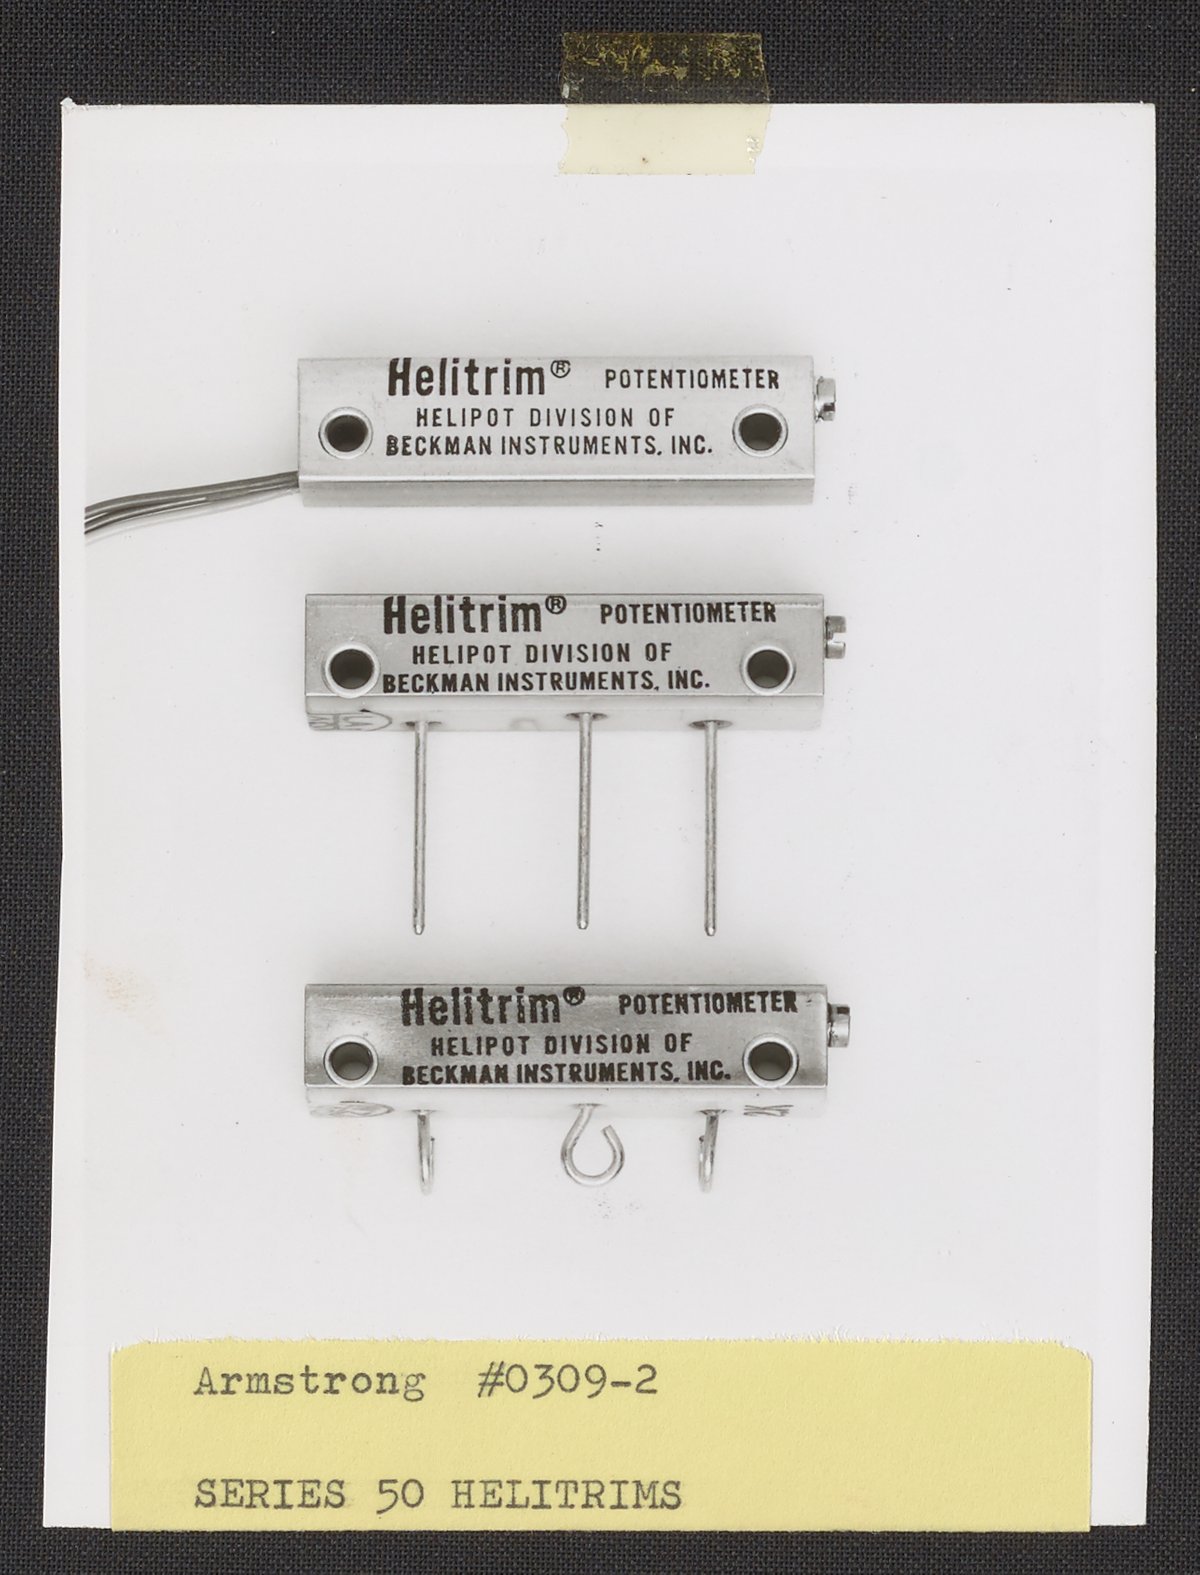 Helitrim® POTENTIOMETER
HELIPOT DIVISION OF
BECKMAN INSTRUMENTS, INC.
Helitrim® POTENTIOMETER
HELIPOT DIVISION OF
BECKMAN INSTRUMENTS, INC.
Helitrim® POTENTIOMETER
HELIPOT DIVISION OF
BECKMAN INSTRUMENTS, INC.
2K
Armstrong #0309-2
SERIES 50 HELITRIMS